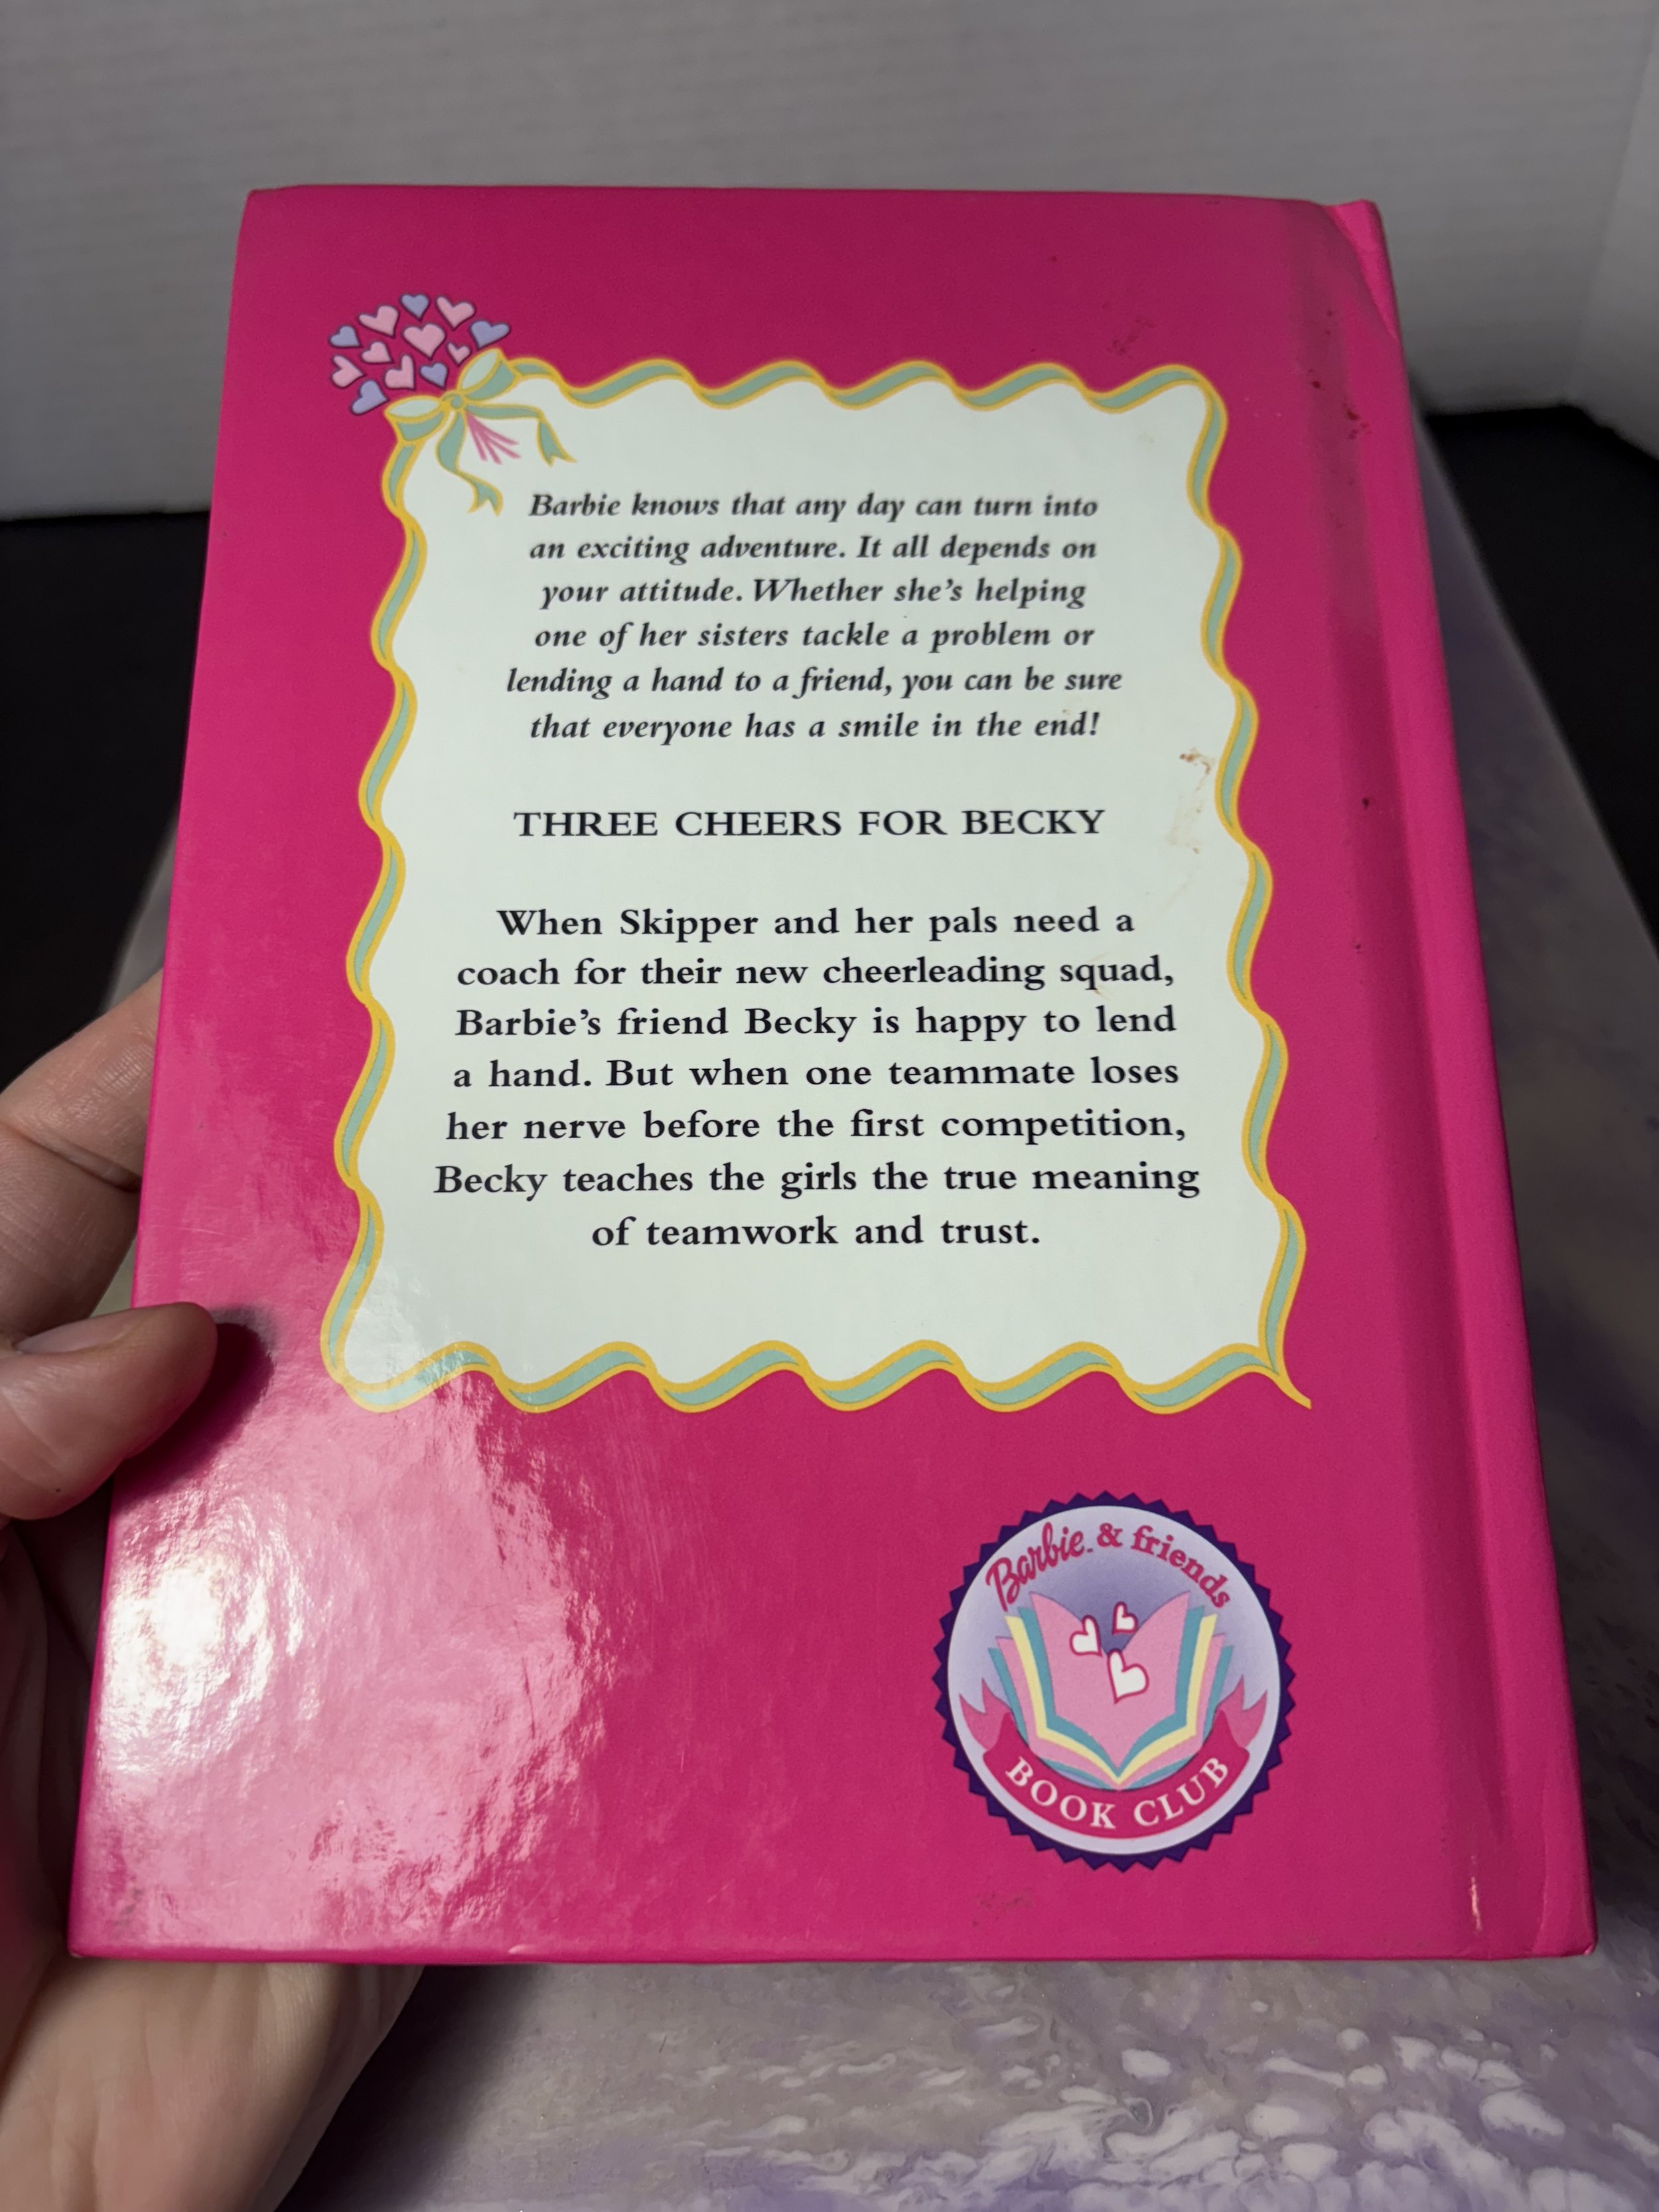 Barbie knows that any day can turn into
an exciting adventure. It all depends on
your attitude. Whether she's helping
one of her sisters tackle a problem or
lending a hand to a friend, you can be sure
that everyone has a smile in the end!
THREE CHEERS FOR BECKY
When Skipper and her pals need a
coach for their new cheerleading squad,
Barbie's friend Becky is happy to lend
a hand. But when one teammate loses
her nerve before the first competition,
Becky teaches the girls the true meaning
of teamwork and trust.
Barbie & friends
BOOK CLUB